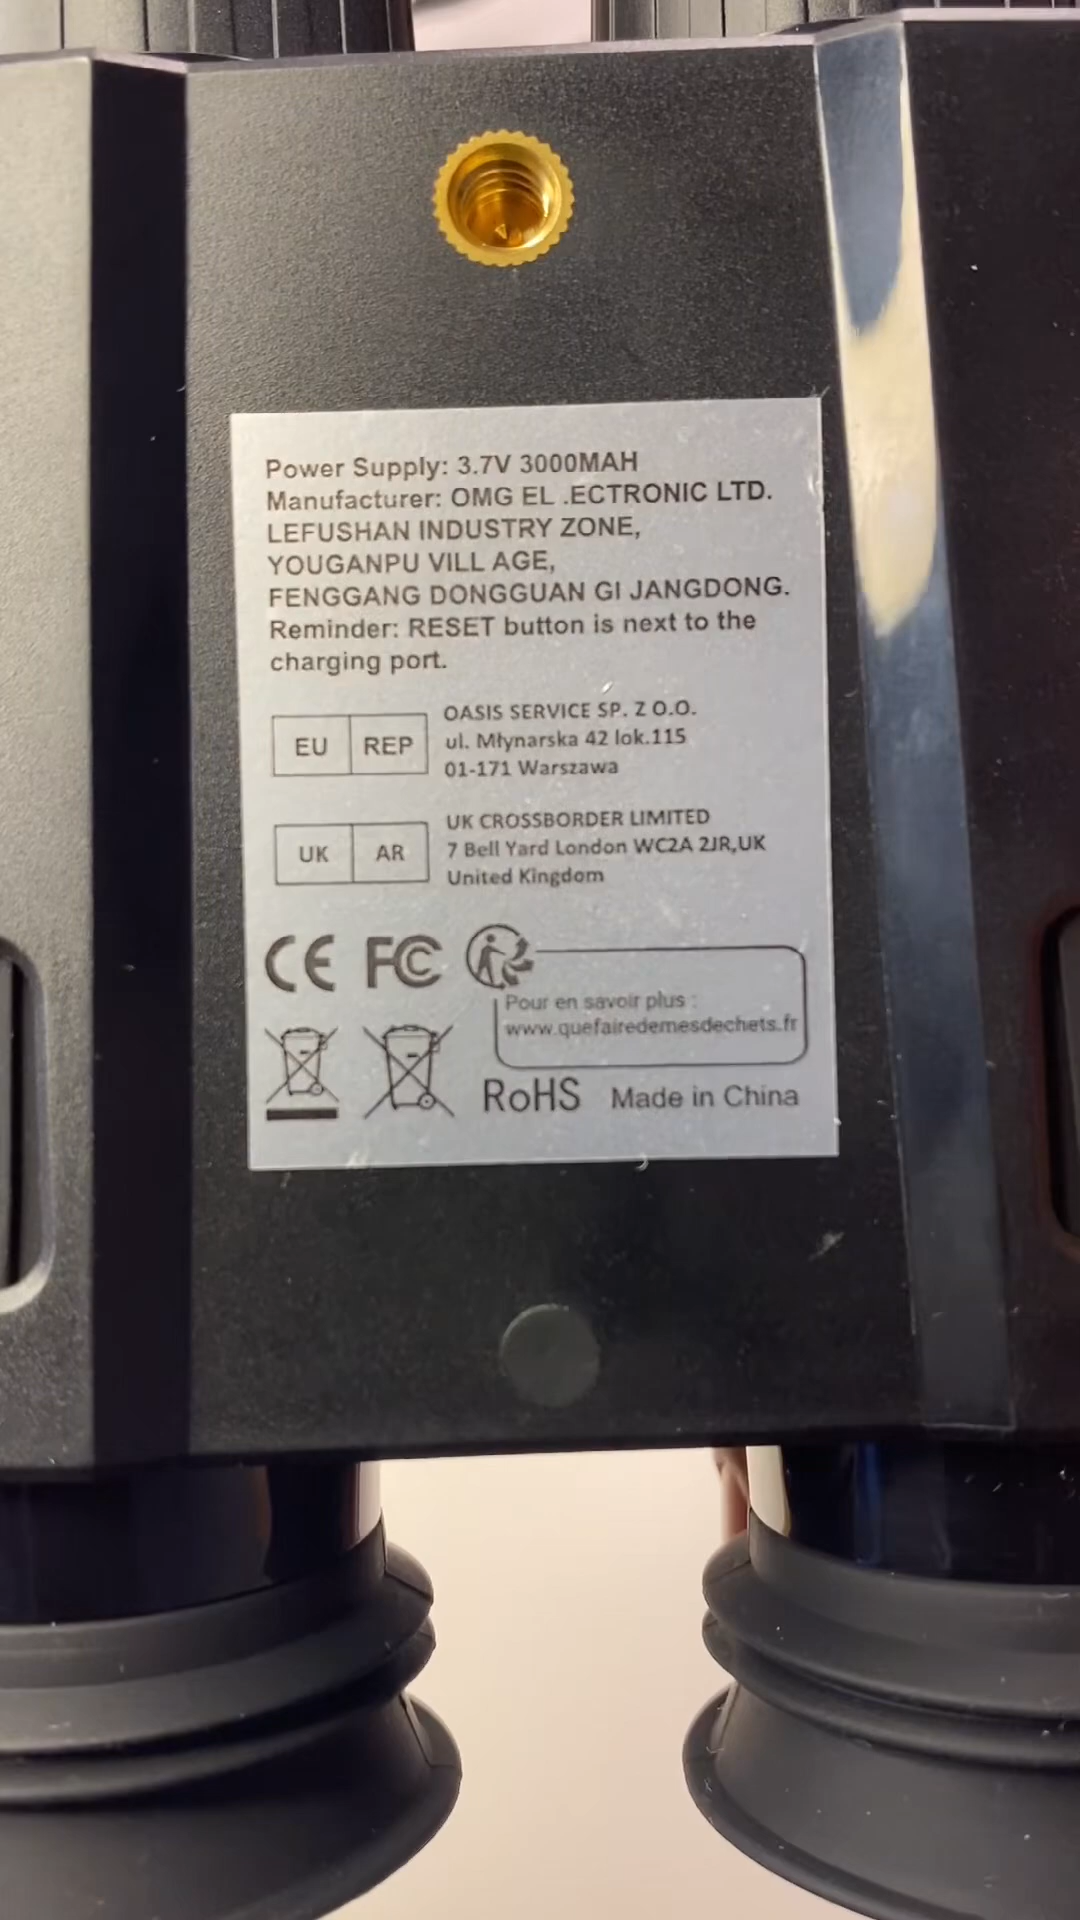 Power Supply: 3.7V 3000MAH
Manufacturer: OMG EL .ECTRONIC LTD.
LEFUSHAN INDUSTRY ZONE,
YOUGANPU VILL AGE,
FENGGANG DONGGUAN GI JANGDONG.
Reminder: RESET button is next to the
charging port.
EU REP
OASIS SERVICE SP. Z O.O.
ul. Młynarska 42 lok.115
01-171 Warszawa
UK AR
UK CROSSBORDER LIMITED
7 Bell Yard London WC2A 2JR,UK
United Kingdom
CE FC
Pour en savoir plus :
www.quefairedemesdechets.fr
RoHS Made in China